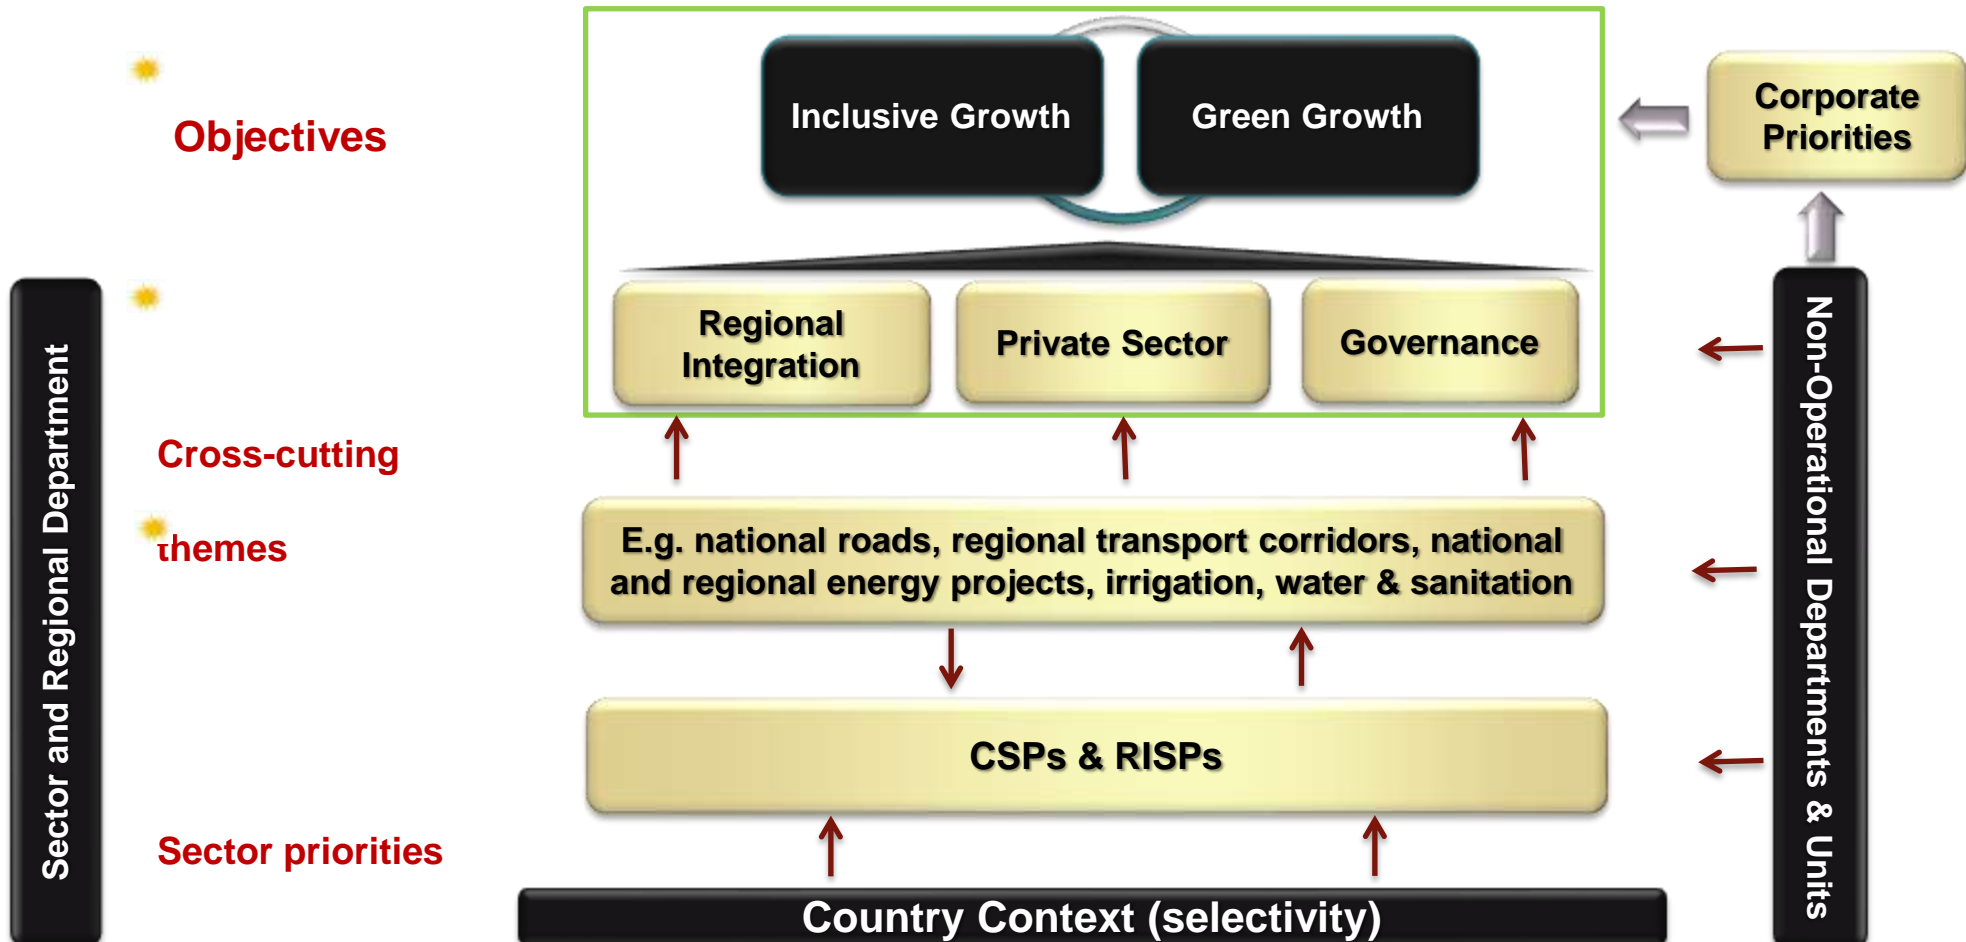 Objectives
Inclusive Growth
Green Growth
Corporate
Priorities
Sector and Regional Department
Cross-cutting
themes
Regional
Integration
Private Sector
Governance
Non-Operational Departments & Units
E.g. national roads, regional transport corridors, national
and regional energy projects, irrigation, water & sanitation
CSPs & RISPs
Sector priorities
Country Context (selectivity)